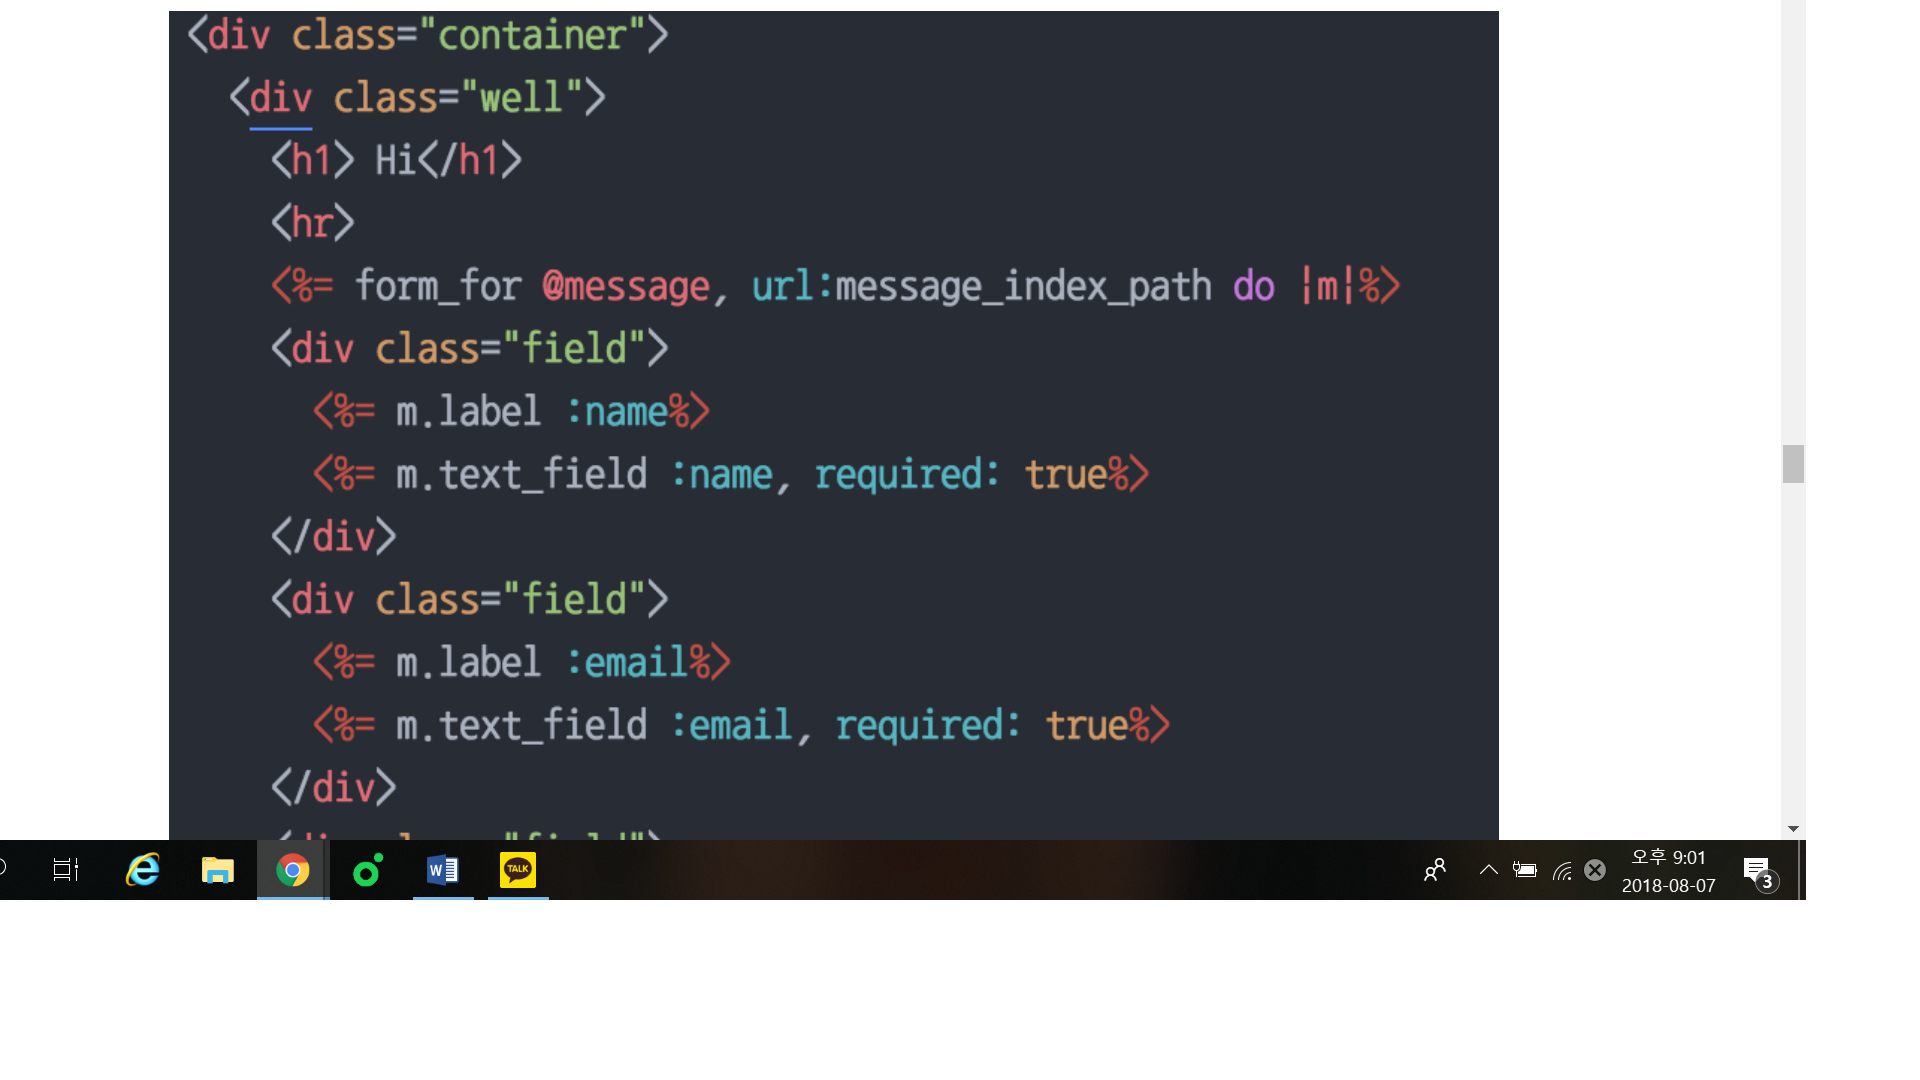 <div class="container">
<div class="well">
<h1> Hi</h1>
<hr>
<%= form_for @message, url:message_index_path do |m|%>
<div class="field">
<%= m.label :name%>
<%= m.text_field :name, required: true%>
</div>
<div class="field">
<%= m.label :email%>
<%= m.text_field :email, required: true%>
</div>
TALK
오후 9:01
2018-08-07
3